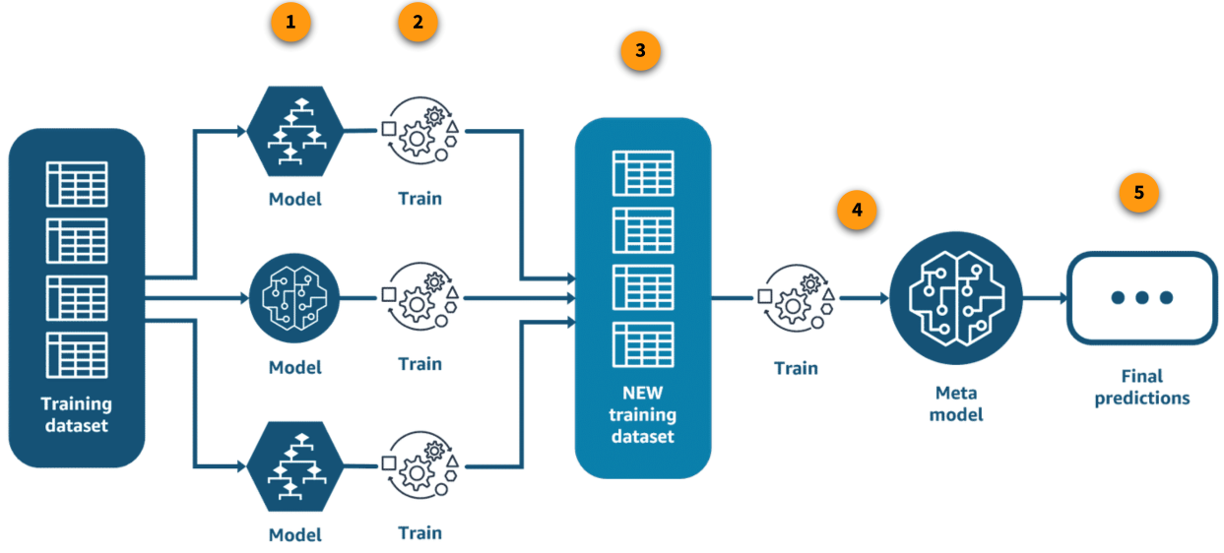 1
2
3
Model
Train
Training
dataset
Model
Train
Model
Train
NEW
training
dataset
4
Train
Meta
model
5
Final
predictions